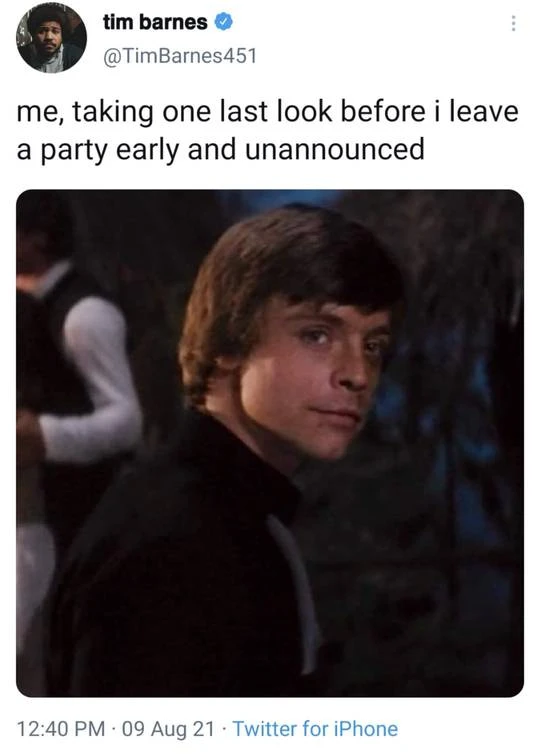 tim barnes
@TimBarnes451
me, taking one last look before i leave
a party early and unannounced
12:40 PM · 09 Aug 21 · Twitter for iPhone